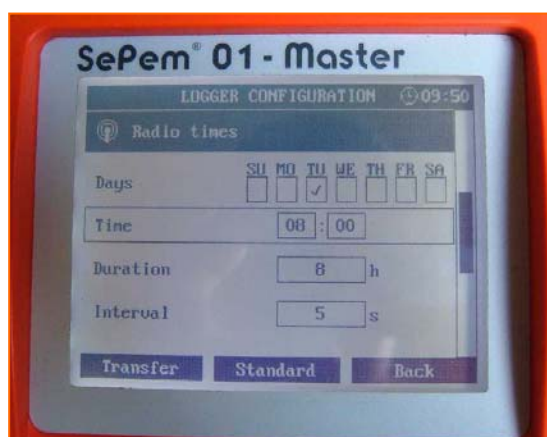 SePem® 01 - Master
LOGGER CONFIGURATION 09:50
Radio times
SU MO TU WE TH FR SA
Days ✓
Time 08 : 00
Duration 8 h
Interval 5 s
Transfer Standard Back